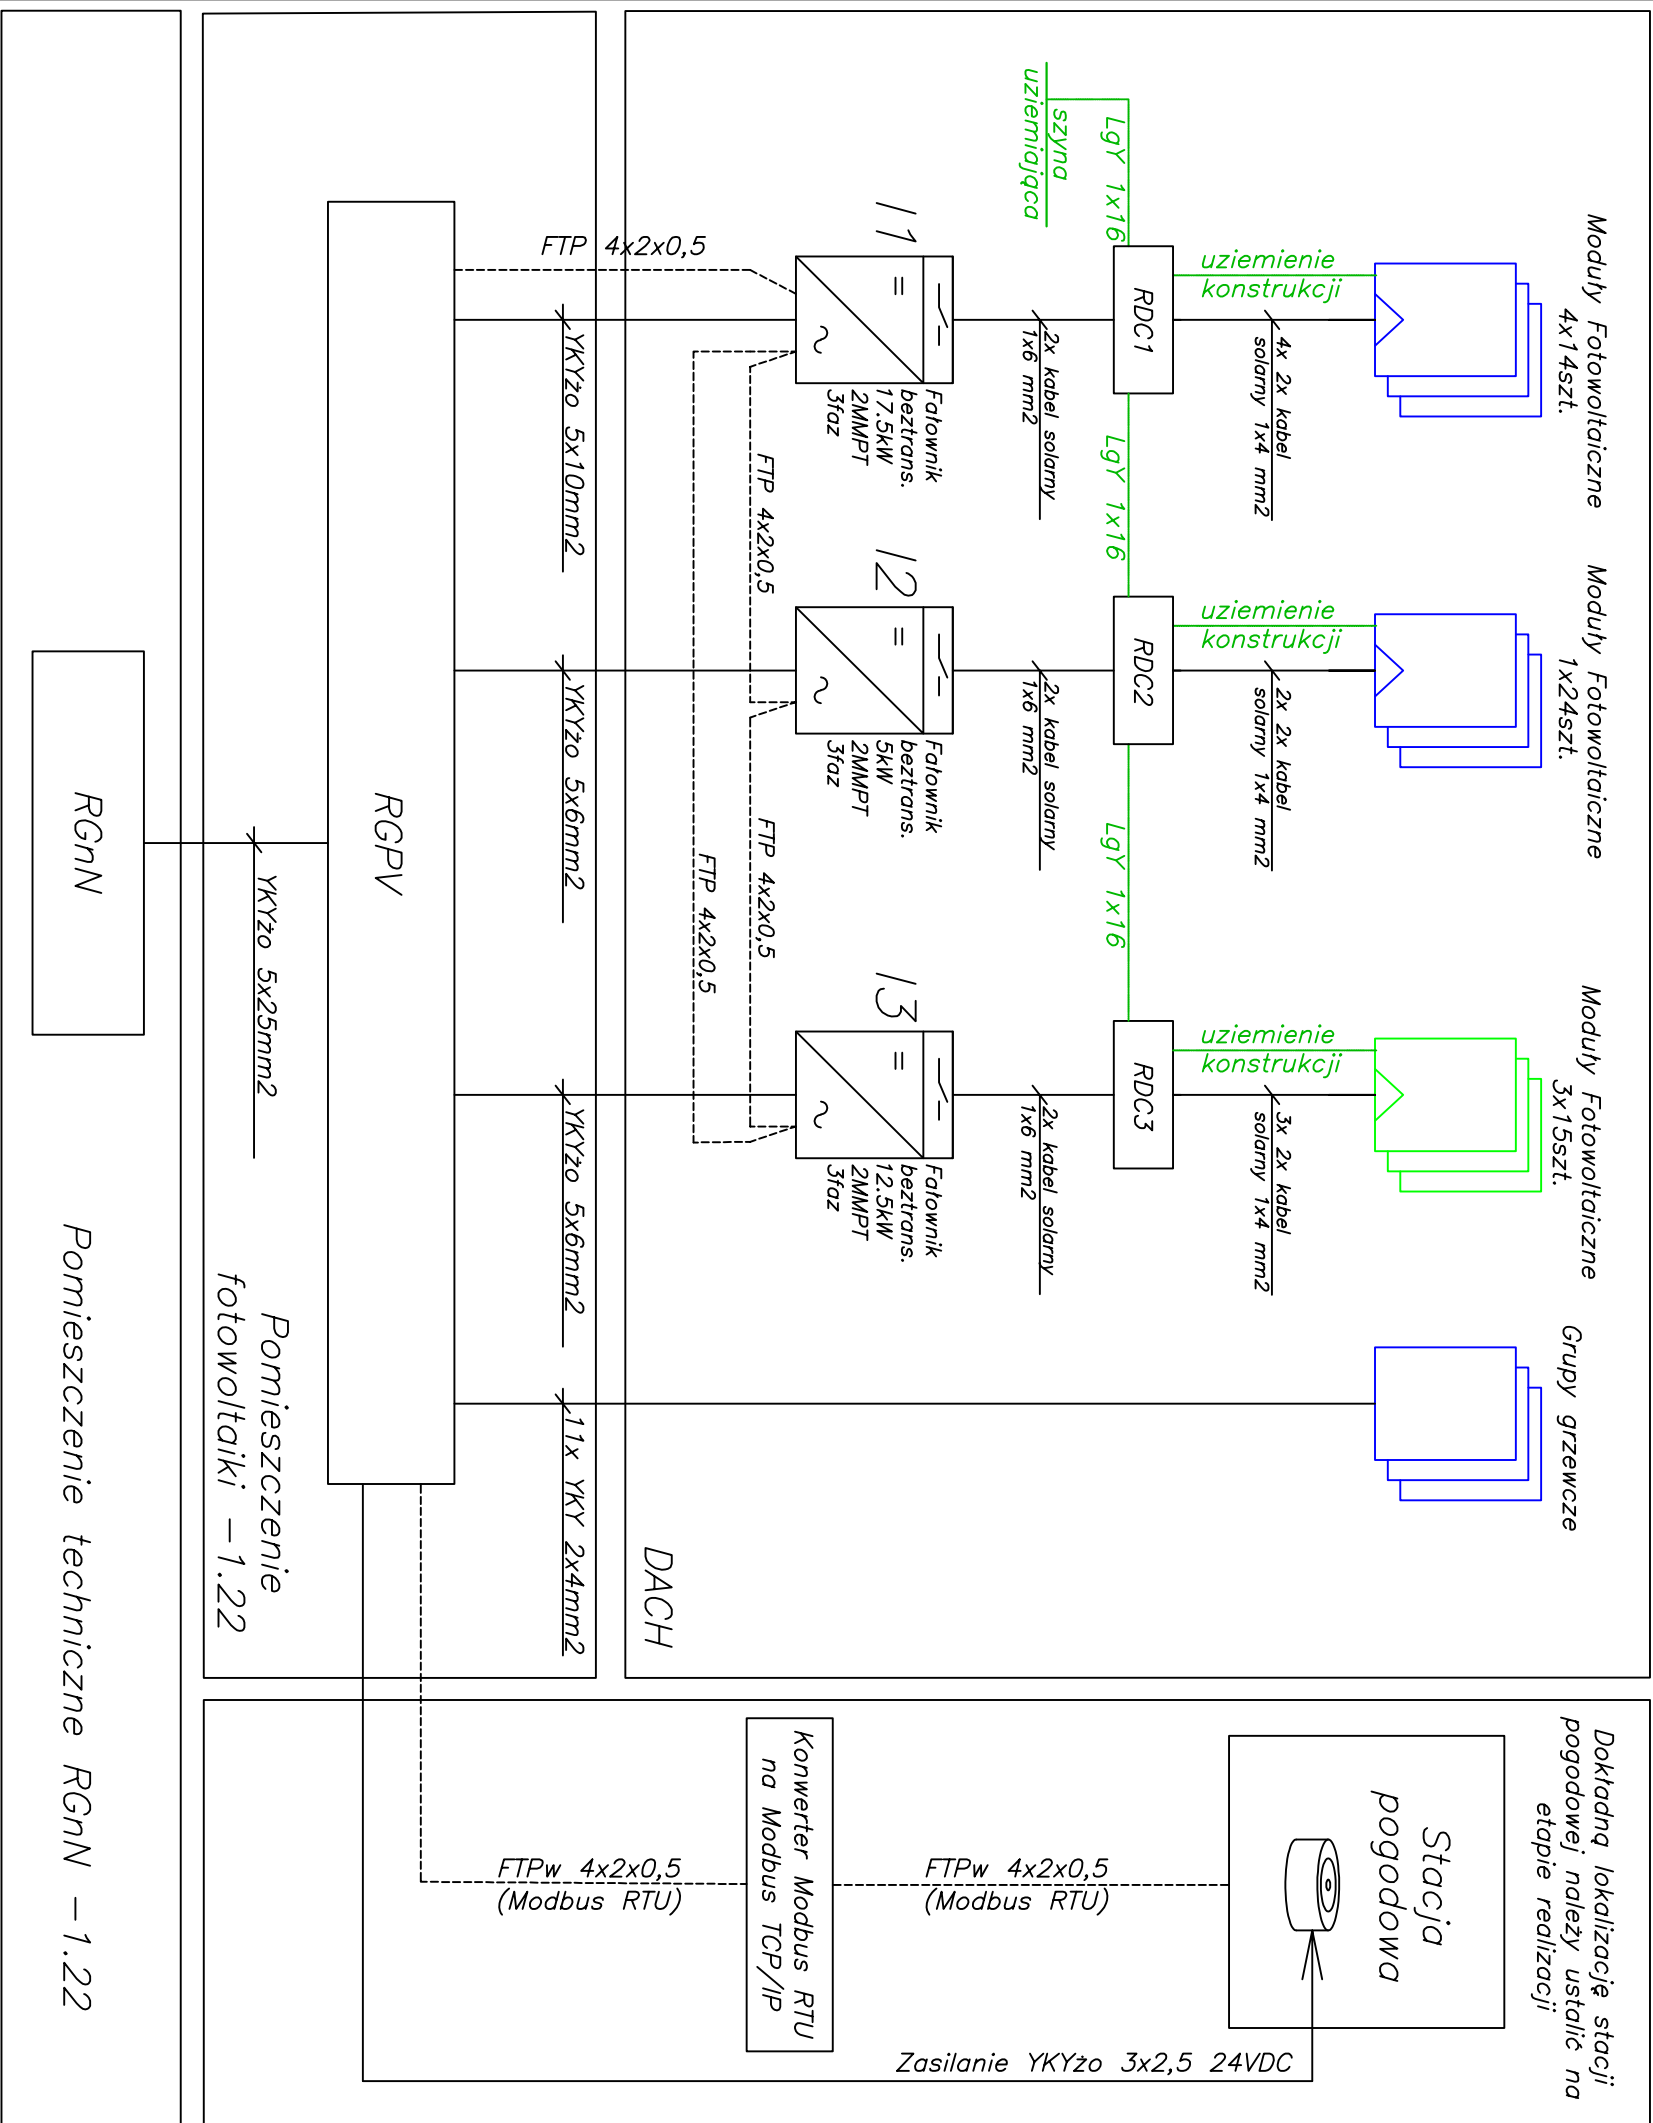 Moduły Fotowoltaiczne
4x14szt.
Moduły Fotowoltaiczne
1x24szt.
Moduły Fotowoltaiczne
3x15szt.
Grupy grzewcze
Dokładną lokalizację stacji
pogodowej należy ustalić na
etapie realizacji
uziemienie
konstrukcji
4x 2x kabel
solarny 1x4 mm2
uziemienie
konstrukcji
2x 2x kabel
solarny 1x4 mm2
uziemienie
konstrukcji
3x 2x kabel
solarny 1x4 mm2
Stacja
pogodowa
LgY 1x16
RDC1
LgY 1x16
RDC2
LgY 1x16
RDC3
szyna
uziemiająca
2x kabel solarny
1x6 mm2
2x kabel solarny
1x6 mm2
2x kabel solarny
1x6 mm2
FTPw 4x2x0,5
(Modbus RTU)
Zasilanie YKYżo 3x2,5 24VDC
I1
=
~
Fałownik
beztrans.
17.5kW
2MMPT
3faz
I2
=
~
Fałownik
beztrans.
5kW
2MMPT
3faz
I3
=
~
Fałownik
beztrans.
12.5kW
2MMPT
3faz
Konwerter Modbus RTU
na Modbus TCP/IP
FTP 4x2x0,5
FTP 4x2x0,5
FTP 4x2x0,5
FTP 4x2x0,5
DACH
FTPw 4x2x0,5
(Modbus RTU)
YKYżo 5x10mm2
YKYżo 5x6mm2
YKYżo 5x6mm2
11x YKY 2x4mm2
RGPV
Pomieszczenie
fotowoltaiki -1.22
YKYżo 5x25mm2
RGnN
Pomieszczenie techniczne RGnN -1.22